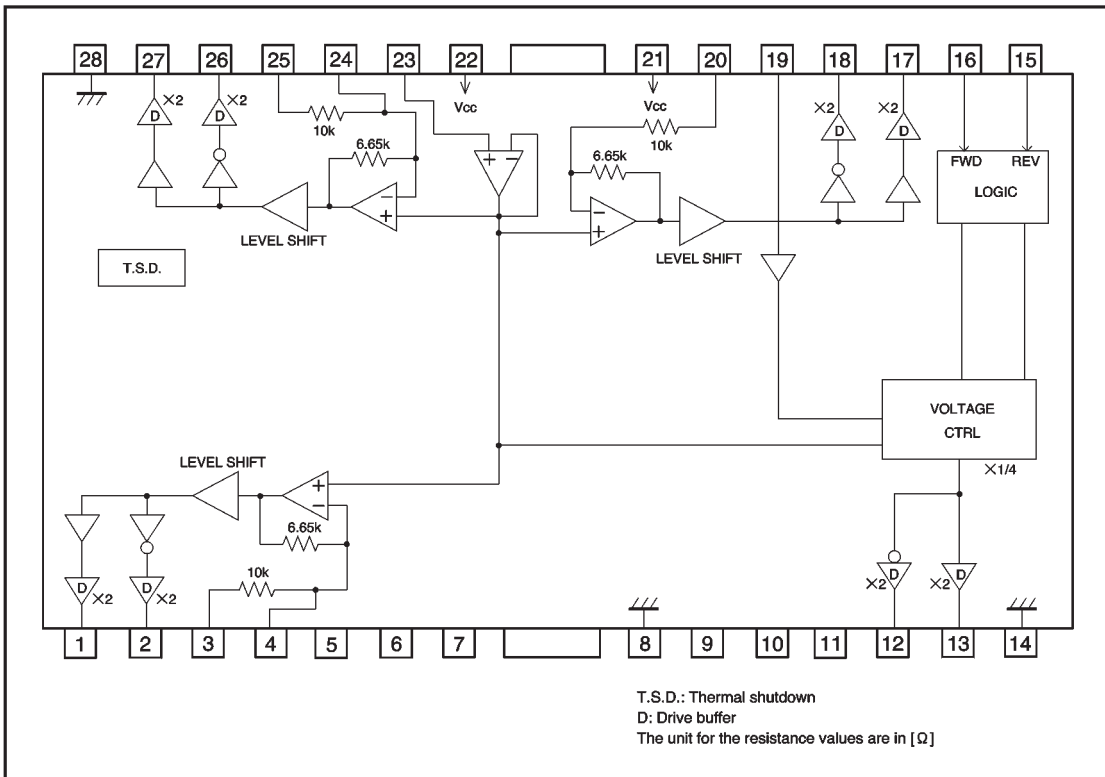 28 27 26 25 24 23 22 21 20 19 18 17 16 15
×2 ×2 Vcc Vcc ×2 ×2
D D D D
10k 10k
FWD REV
LOGIC
6.65k 6.65k
+ −
− +
− +
LEVEL SHIFT LEVEL SHIFT
T.S.D.
VOLTAGE
CTRL
×1/4
LEVEL SHIFT
+
−
6.65k
10k
D ×2 D ×2
×2 D ×2 D
1 2 3 4 5 6 7 8 9 10 11 12 13 14
T.S.D.: Thermal shutdown
D: Drive buffer
The unit for the resistance values are in [Ω]